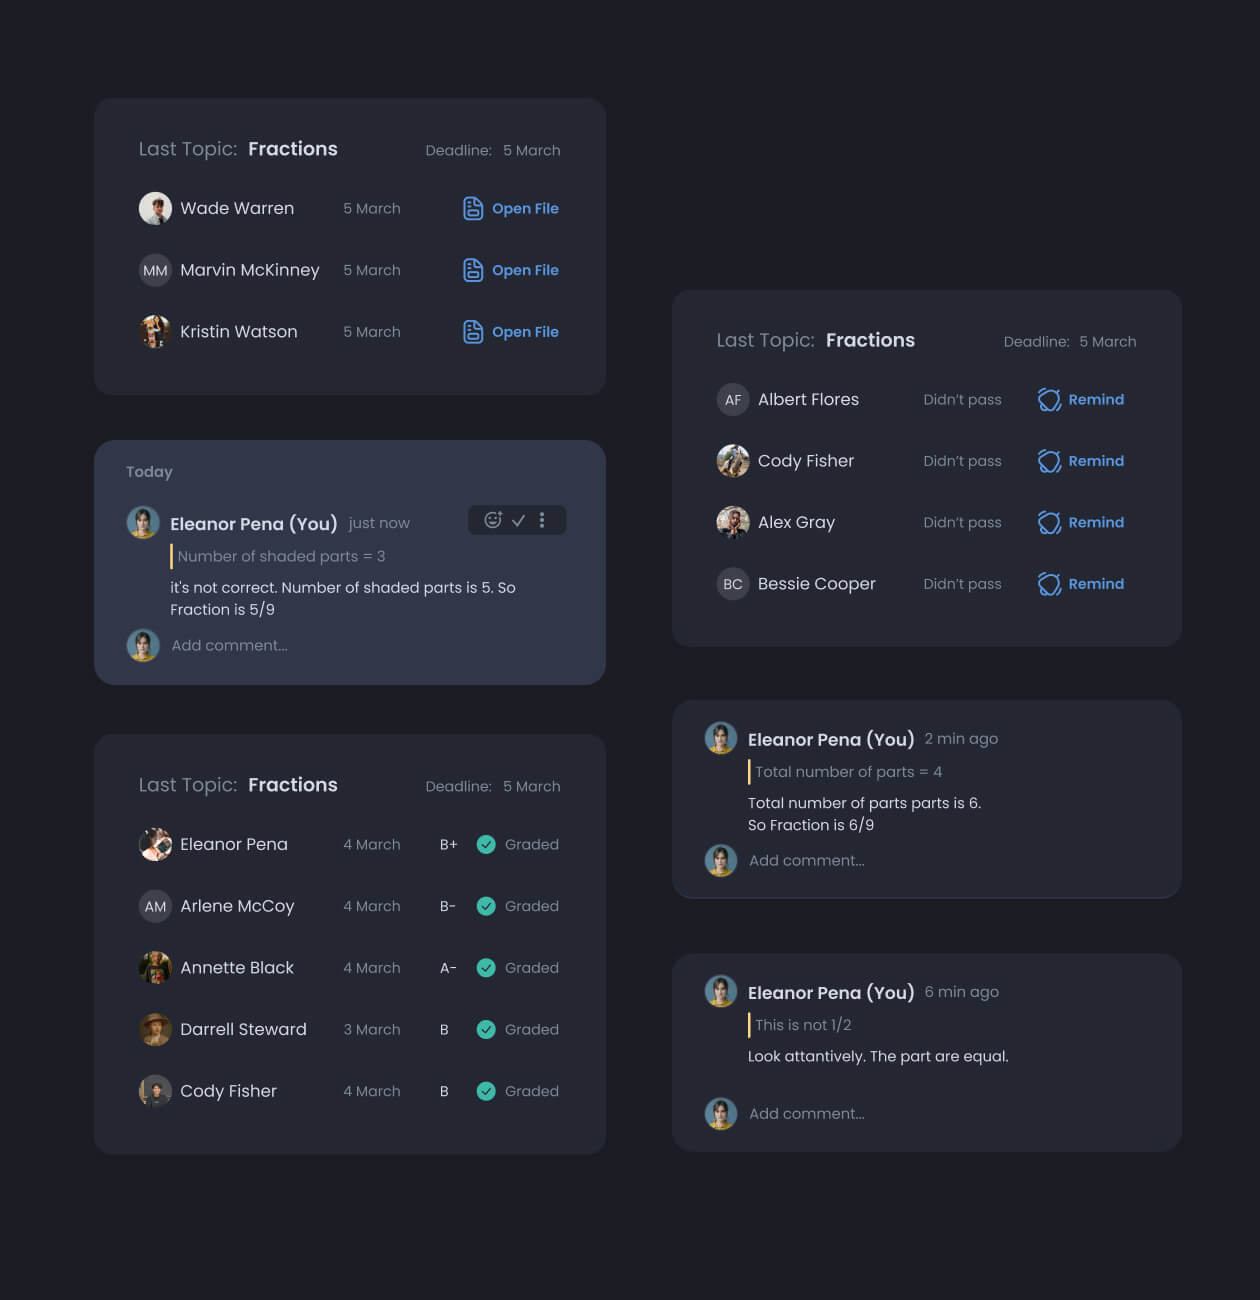 Last Topic: Fractions Deadline: 5 March
Wade Warren 5 March Open File
MM Marvin McKinney 5 March Open File
Kristin Watson 5 March Open File
Today
Eleanor Pena (You) just now
Number of shaded parts = 3
it's not correct. Number of shaded parts is 5. So
Fraction is 5/9
Add comment...
Last Topic: Fractions Deadline: 5 March
Eleanor Pena 4 March B+ Graded
AM Arlene McCoy 4 March B- Graded
Annette Black 4 March A- Graded
Darrell Steward 3 March B Graded
Cody Fisher 4 March B Graded
Last Topic: Fractions Deadline: 5 March
AF Albert Flores Didn't pass Remind
Cody Fisher Didn't pass Remind
Alex Gray Didn't pass Remind
BC Bessie Cooper Didn't pass Remind
Eleanor Pena (You) 2 min ago
Total number of parts = 4
Total number of parts parts is 6.
So Fraction is 6/9
Add comment...
Eleanor Pena (You) 6 min ago
This is not 1/2
Look attantively. The part are equal.
Add comment...